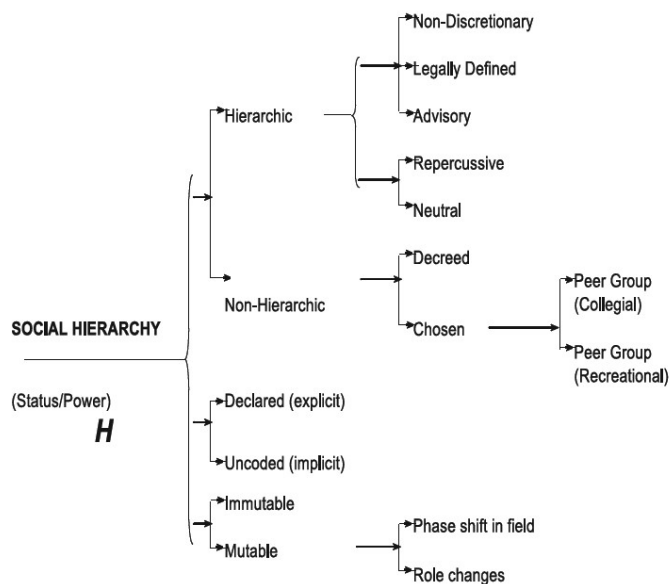 Non-Discretionary
Legally Defined
Hierarchic
Advisory
Repercussive
Neutral
Decreed
Non-Hierarchic
Peer Group
(Collegial)
Chosen
SOCIAL HIERARCHY
Peer Group
(Recreational)
(Status/Power)
H
Declared (explicit)
Uncoded (implicit)
Immutable
Phase shift in field
Mutable
Role changes